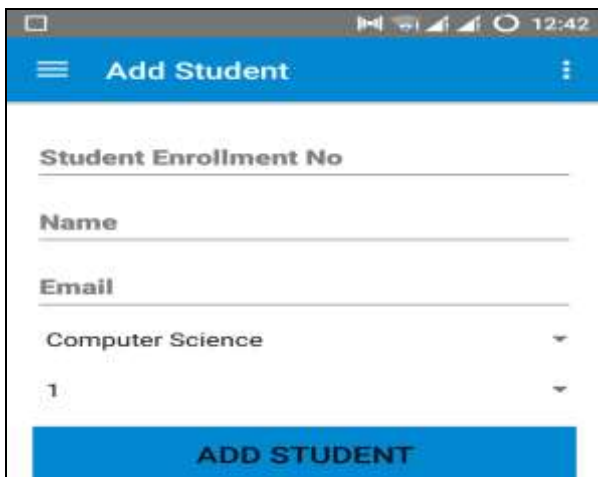 12:42
Add Student
Student Enrollment No
Name
Email
Computer Science
1
ADD STUDENT